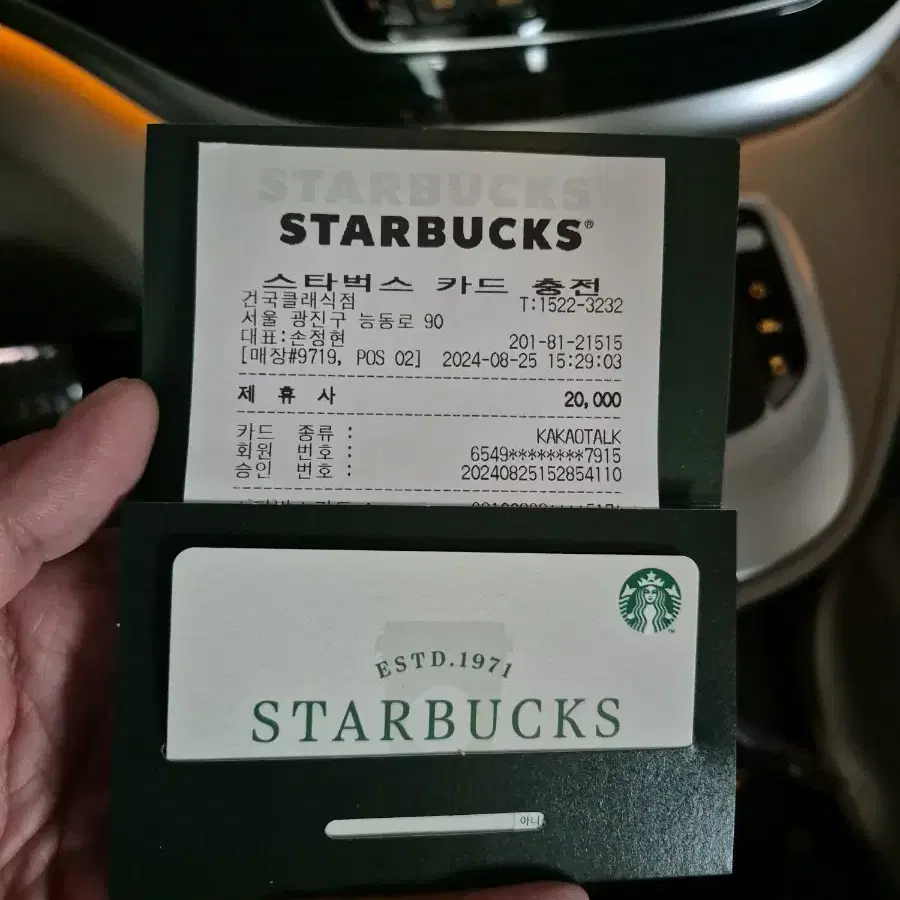 STARBUCKS
STARBUCKS®
스타벅스 카드 충전
건국클래식점 T:1522-3232
서울 광진구 능동로 90
대표:손정현 201-81-21515
[매장#9719, POS 02] 2024-08-25 15:29:03
제 휴 사 20,000
카드 종류 : KAKAOTALK
회원 번호 : 6549********7915
승인 번호 : 20240825152854110
ESTD.1971
STARBUCKS
아니